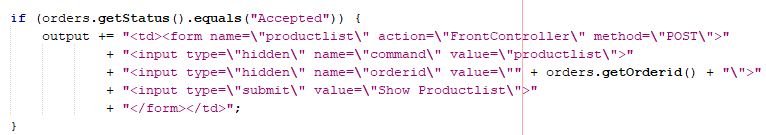 if (orders.getStatus().equals("Accepted")) {
output += "<td><form name=\"productlist\" action=\"FrontController\" method=\"POST\">"
+ "<input type=\"hidden\" name=\"command\" value=\"productlist\">"
+ "<input type=\"hidden\" name=\"orderid\" value=\"" + orders.getOrderid() + "\">"
+ "<input type=\"submit\" value=\"Show Productlist\">"
+ "</form></td>";
}